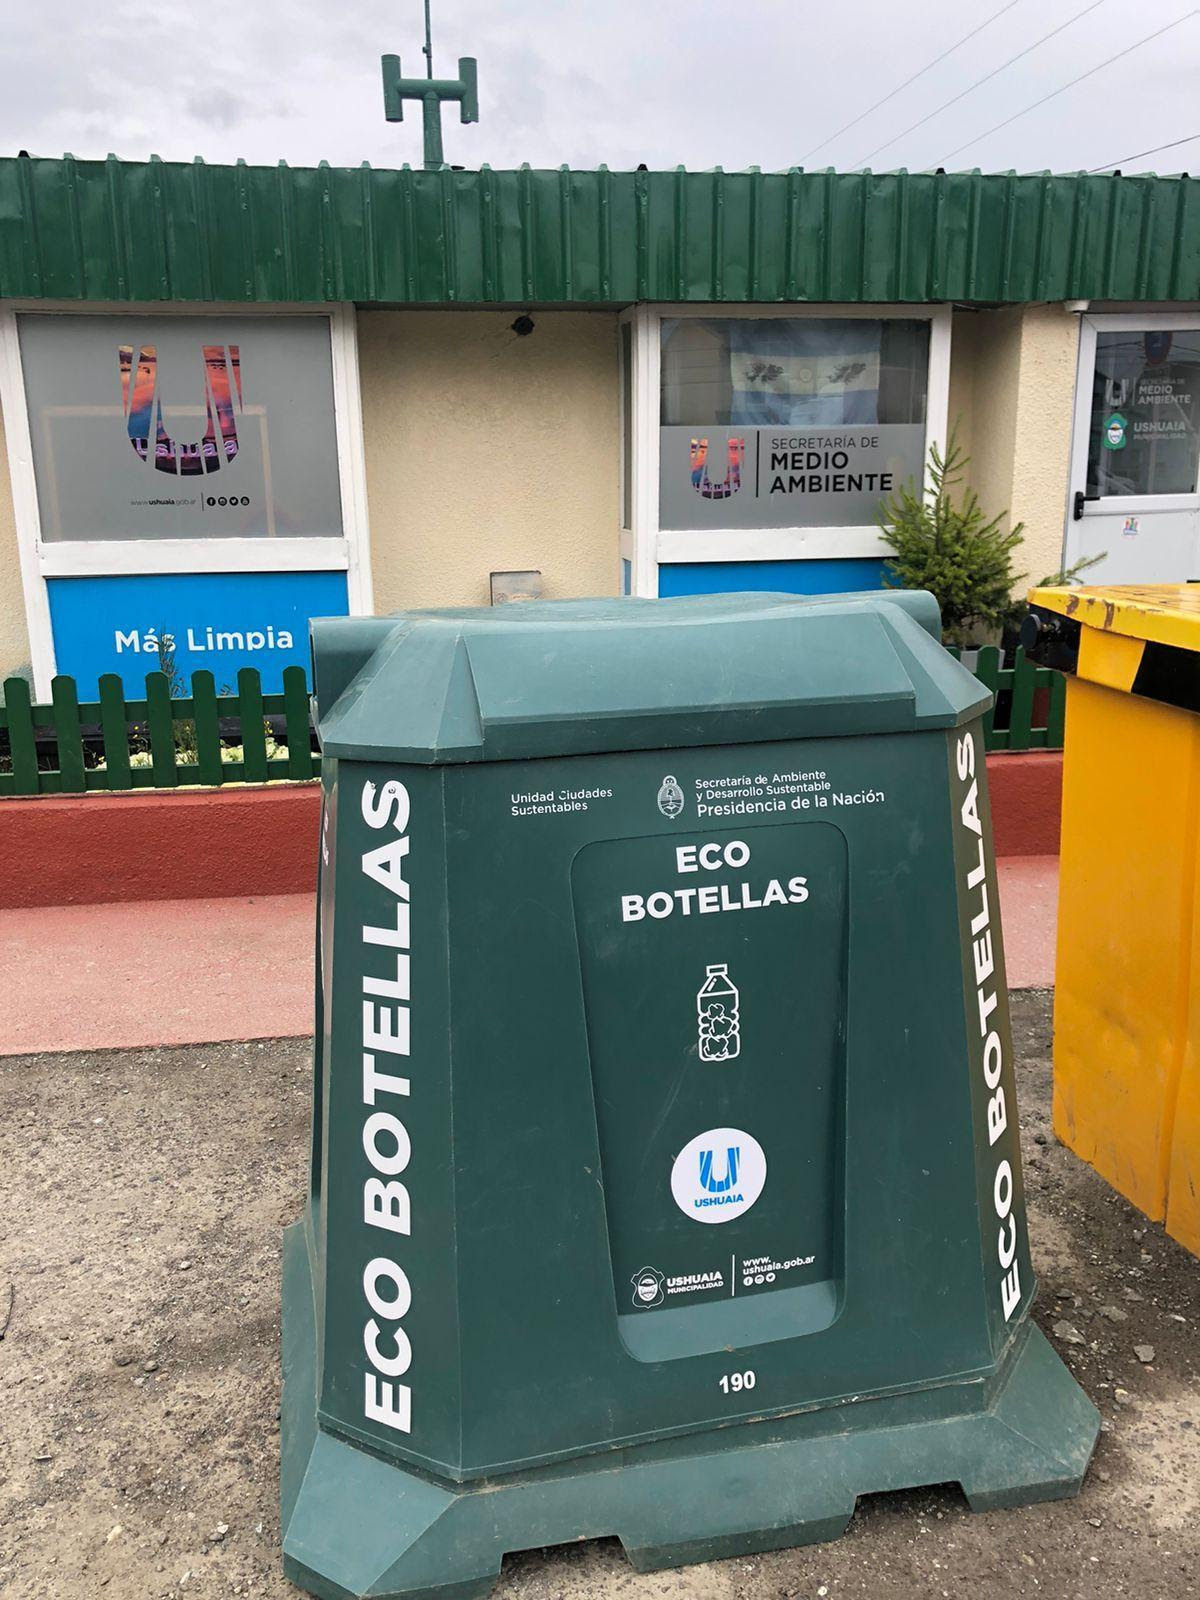 Ushuaia
www.ushuaia.gob.ar
SECRETARÍA DE
MEDIO
AMBIENTE
SECRETARÍA DE
MEDIO
AMBIENTE
USHUAIA
MUNICIPALIDAD
Más Limpia
Unidad Ciudades
Sustentables
Secretaría de Ambiente
y Desarrollo Sustentable
Presidencia de la Nación
ECO
BOTELLAS
ECO BOTELLAS
ECO BOTELLAS
USHUAIA
USHUAIA
MUNICIPALIDAD
www.
ushuaia.gob.ar
190